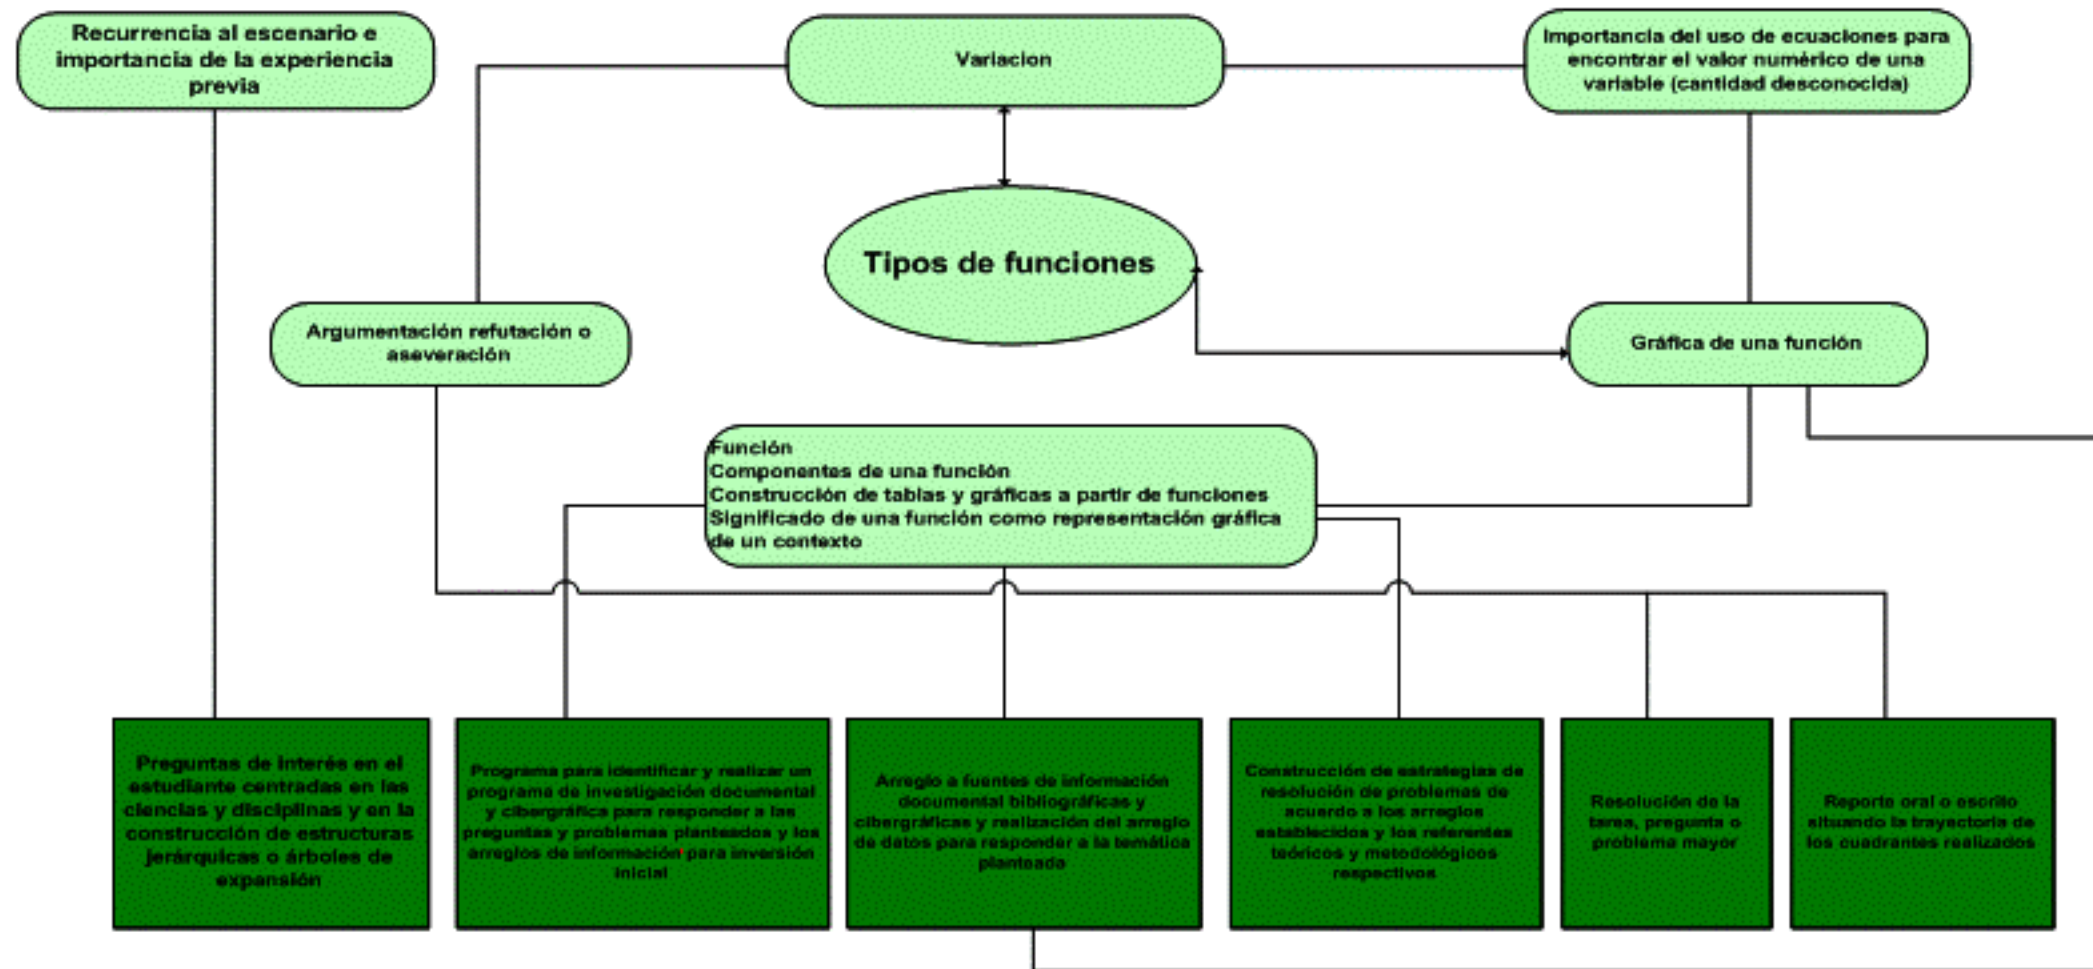 Recurrencia al escenario e
importancia de la experiencia
previa
Variacion
Importancia del uso de ecuaciones para
encontrar el valor numérico de una
variable (cantidad desconocida)
Tipos de funciones
Argumentación refutación o
aseveración
Gráfica de una función
Función
Componentes de una función
Construcción de tablas y gráficas a partir de funciones
Significado de una función como representación gráfica
de un contexto
Preguntas de Interés en el
estudiante centradas en las
ciencias y disciplinas y en la
construcción de estructuras
jerárquicas o árboles de
expansión
Programa para identificar y realizar un
programa de investigación documental
y cibergráfica para responder a las
preguntas y problemas planteados y los
arreglos de información para inversión
inicial
Arreglo a fuentes de información
documental bibliográficas y
cibergráficas y realización del arreglo
de datos para responder a la temática
planteada
Construcción de estrategias de
resolución de problemas de
acuerdo a los arreglos
establecidos y los referentes
teóricos y metodológicos
respectivos
Resolución de la
tarea, pregunta o
problema mayor
Reporte oral o escrito
situando la trayectoria de
los cuadrantes realizados